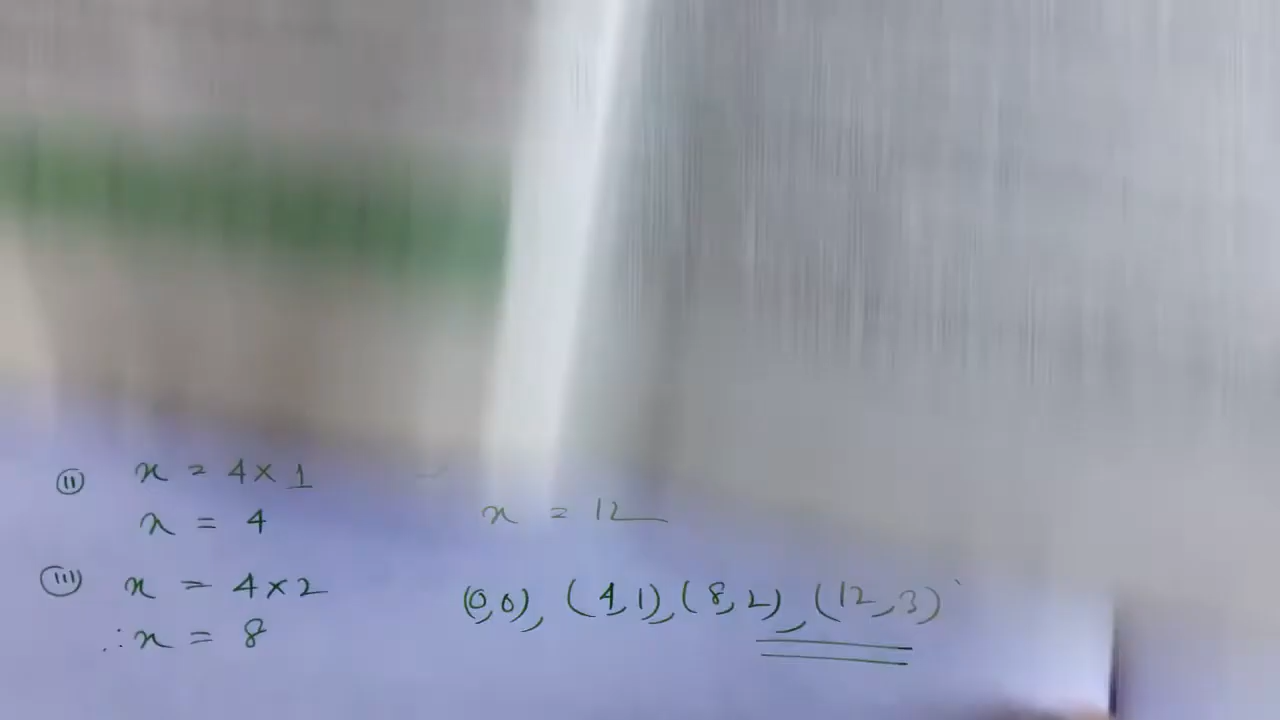 (ii) x = 4 × 1
x = 4
(iii) x = 4 × 2
∴ x = 8
x = 12
(0,0), (4,1), (8,2), (12,3)